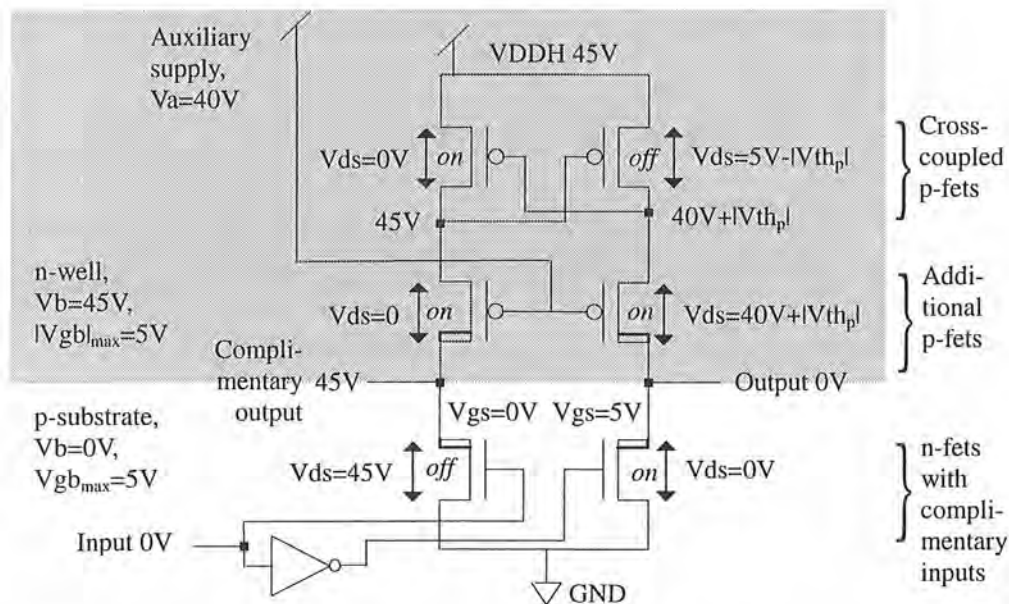 Auxiliary
supply,
Va=40V
VDDH 45V
Vds=0V
on
off
Vds=5V-|Vthp|
Cross-
coupled
p-fets
45V
40V+|Vthp|
n-well,
Vb=45V,
|Vgb|max=5V
Vds=0
on
on
Vds=40V+|Vthp|
Addi-
tional
p-fets
Compli-
mentary
output
45V
Output 0V
p-substrate,
Vb=0V,
Vgbmax=5V
Vgs=0V
Vgs=5V
Vds=45V
off
on
Vds=0V
n-fets
with
compli-
mentary
inputs
Input 0V
GND